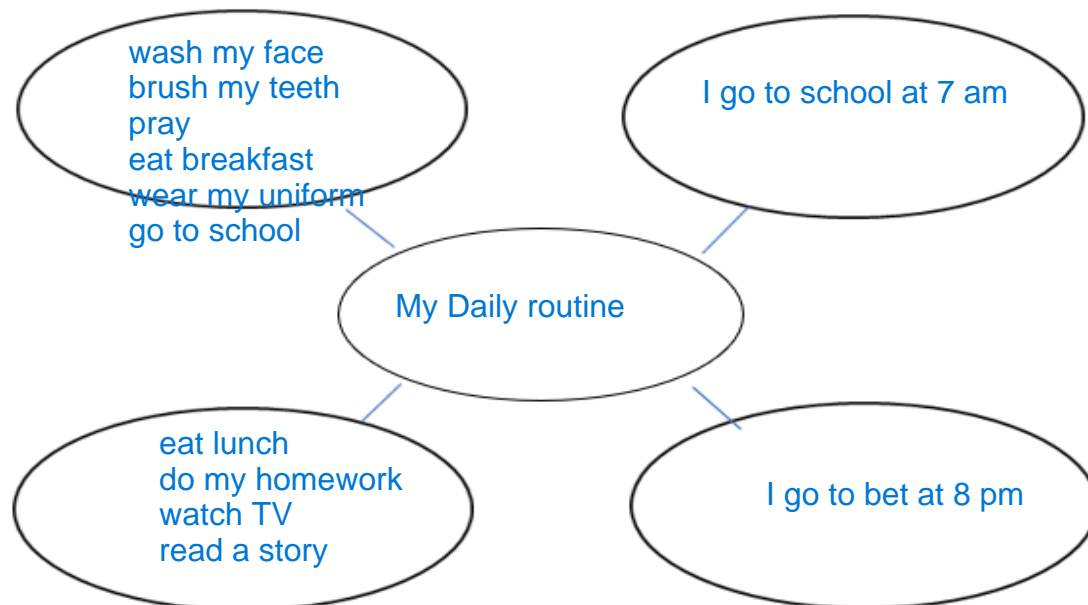 wash my face
brush my teeth
pray
eat breakfast
wear my uniform
go to school
I go to school at 7 am
My Daily routine
eat lunch
do my homework
watch TV
read a story
I go to bet at 8 pm